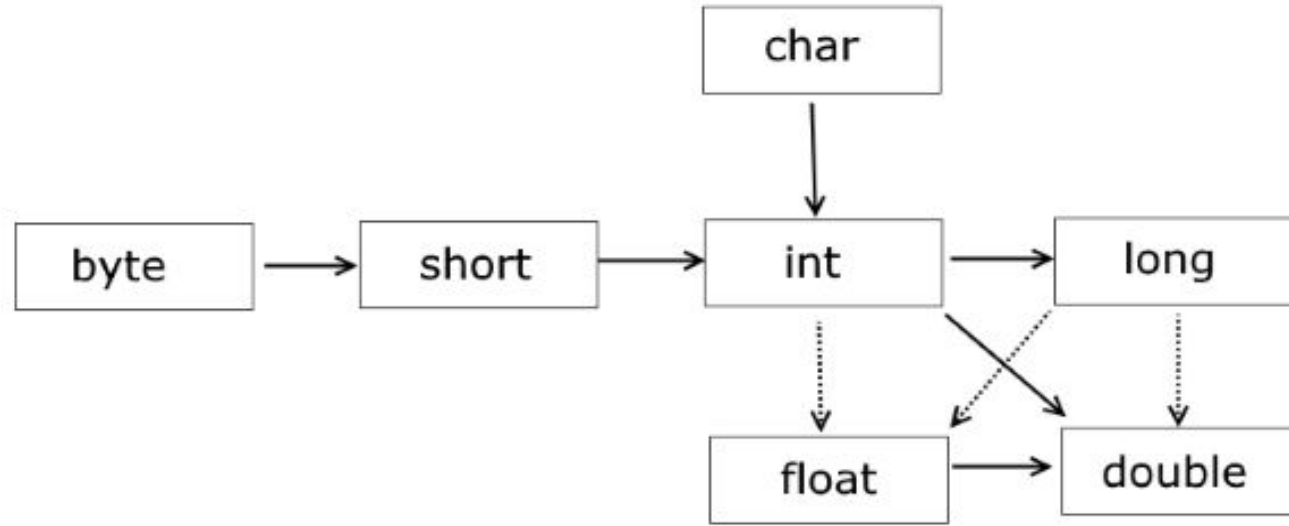 char
byte
short
int
long
float
double